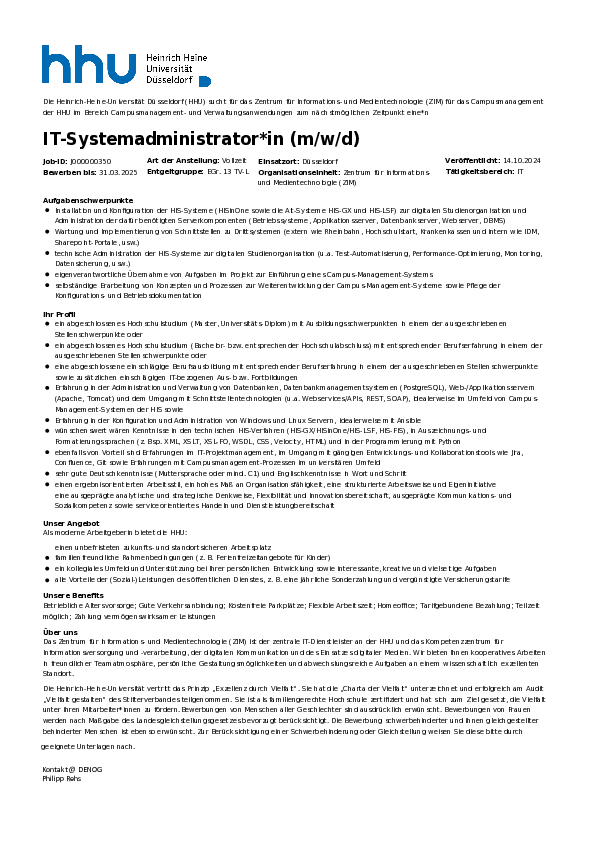 hhu Heinrich Heine
Universität
Düsseldorf
Die Heinrich-Heine-Universität Düsseldorf (HHU) sucht für das Zentrum für Informations- und Medientechnologie (ZIM) für das Campusmanagement
der HHU im Bereich Campusmanagement- und Verwaltungsanwendungen zum nächstmöglichen Zeitpunkt eine*n
IT-Systemadministrator*in (m/w/d)
Job-ID: J000000350 Art der Anstellung: Vollzeit Einsatzort: Düsseldorf Veröffentlicht: 14.10.2024
Bewerben bis: 31.03.2025 Entgeltgruppe: EGr. 13 TV-L Organisationseinheit: Zentrum für Informations- Tätigkeitsbereich: IT
und Medientechnologie (ZIM)
Aufgabenschwerpunkte
● Installation und Konfiguration der HIS-Systeme (HISinOne sowie die Alt-Systeme HIS-GX und HIS-LSF) zur digitalen Studienorganisation und
Administration der dafür benötigten Serverkomponenten (Betriebssysteme, Applikationsserver, Datenbankserver, Webserver, DBMS)
● Wartung und Implementierung von Schnittstellen zu Drittsystemen (extern wie Rheinbahn, Hochschulstart, Krankenkassen und intern wie IDM,
Sharepoint-Portale, usw.)
● technische Administration der HIS-Systeme zur digitalen Studienorganisation (u.a. Test-Automatisierung, Performance-Optimierung, Monitoring,
Datensicherung, usw.)
● eigenverantwortliche Übernahme von Aufgaben im Projekt zur Einführung eines Campus-Management-Systems
● selbständige Erarbeitung von Konzepten und Prozessen zur Weiterentwicklung der Campus-Management-Systeme sowie Pflege der
Konfigurations- und Betriebsdokumentation
Ihr Profil
● ein abgeschlossenes Hochschulstudium (Master, Universitäts-Diplom) mit Ausbildungsschwerpunkten in einem der ausgeschriebenen
Stellenschwerpunkte oder
● ein abgeschlossenes Hochschulstudium (Bachelor- bzw. entsprechender Hochschulabschluss) mit entsprechender Berufserfahrung in einem der
ausgeschriebenen Stellenschwerpunkte oder
● eine abgeschlossene einschlägige Berufsausbildung mit entsprechender Berufserfahrung in einem der ausgeschriebenen Stellenschwerpunkte
sowie zusätzlichen einschlägigen IT-bezogenen Aus- bzw. Fortbildungen
● Erfahrung in der Administration und Verwaltung von Datenbanken, Datenbankmanagementsystemen (PostgreSQL), Web-/Applikationsservern
(Apache, Tomcat) und dem Umgang mit Schnittstellentechnologien (u.a. Webservices/APIs, REST, SOAP), idealerweise im Umfeld von Campus-
Management-Systemen der HIS sowie
● Erfahrung in der Konfiguration und Administration von Windows und Linux Servern, idealerweise mit Ansible
● wünschenswert wären Kenntnisse in den technischen HIS-Verfahren (HIS-GX/HISinOne/HIS-LSF, HIS-FIS), in Auszeichnungs- und
Formatierungssprachen (z. Bsp. XML, XSLT, XSL-FO, WSDL, CSS, Velocity, HTML) und in der Programmierung mit Python
● ebenfalls von Vorteil sind Erfahrungen im IT-Projektmanagement, im Umgang mit gängigen Entwicklungs- und Kollaborationstools wie Jira,
Confluence, Git sowie Erfahrungen mit Campusmanagement-Prozessen im universitären Umfeld
● sehr gute Deutschkenntnisse (Muttersprache oder mind. C1) und Englischkenntnisse in Wort und Schrift
● einen ergebnisorientierten Arbeitsstil, ein hohes Maß an Organisationsfähigkeit, eine strukturierte Arbeitsweise und Eigeninitiative
eine ausgeprägte analytische und strategische Denkweise, Flexibilität und Innovationsbereitschaft, ausgeprägte Kommunikations- und
Sozialkompetenz sowie serviceorientiertes Handeln und Dienstleistungsbereitschaft
Unser Angebot
Als moderne Arbeitgeberin bietet die HHU:
einen unbefristeten zukunfts- und standortsicheren Arbeitsplatz
● familienfreundliche Rahmenbedingungen (z. B. Ferienfreizeitangebote für Kinder)
● ein kollegiales Umfeld und Unterstützung bei Ihrer persönlichen Entwicklung sowie interessante, kreative und vielseitige Aufgaben
● alle Vorteile der (Sozial-)Leistungen des öffentlichen Dienstes, z. B. eine jährliche Sonderzahlung und vergünstigte Versicherungstarife
Unsere Benefits
Betriebliche Altersvorsorge; Gute Verkehrsanbindung; Kostenfreie Parkplätze; Flexible Arbeitszeit; Homeoffice; Tarifgebundene Bezahlung; Teilzeit
möglich; Zahlung vermögenswirksamer Leistungen
Über uns
Das Zentrum für Informations- und Medientechnologie (ZIM) ist der zentrale IT-Dienstleister an der HHU und das Kompetenzzentrum für
Informationsversorgung und -verarbeitung, der digitalen Kommunikation und des Einsatzes digitaler Medien. Wir bieten Ihnen kooperatives Arbeiten
in freundlicher Teamatmosphäre, persönliche Gestaltungsmöglichkeiten und abwechslungsreiche Aufgaben an einem wissenschaftlich exzellenten
Standort.
Die Heinrich-Heine-Universität vertritt das Prinzip „Exzellenz durch Vielfalt“. Sie hat die „Charta der Vielfalt“ unterzeichnet und erfolgreich am Audit
„Vielfalt gestalten“ des Stifterverbandes teilgenommen. Sie ist als familiengerechte Hochschule zertifiziert und hat sich zum Ziel gesetzt, die Vielfalt
unter ihren Mitarbeiter*innen zu fördern. Bewerbungen von Menschen aller Geschlechter sind ausdrücklich erwünscht. Bewerbungen von Frauen
werden nach Maßgabe des Landesgleichstellungsgesetzes bevorzugt berücksichtigt. Die Bewerbung schwerbehinderter und ihnen gleichgestellter
behinderter Menschen ist ebenso erwünscht. Zur Berücksichtigung einer Schwerbehinderung oder Gleichstellung weisen Sie diese bitte durch
geeignete Unterlagen nach.
Kontakt @ DENOG
Philipp Rehs